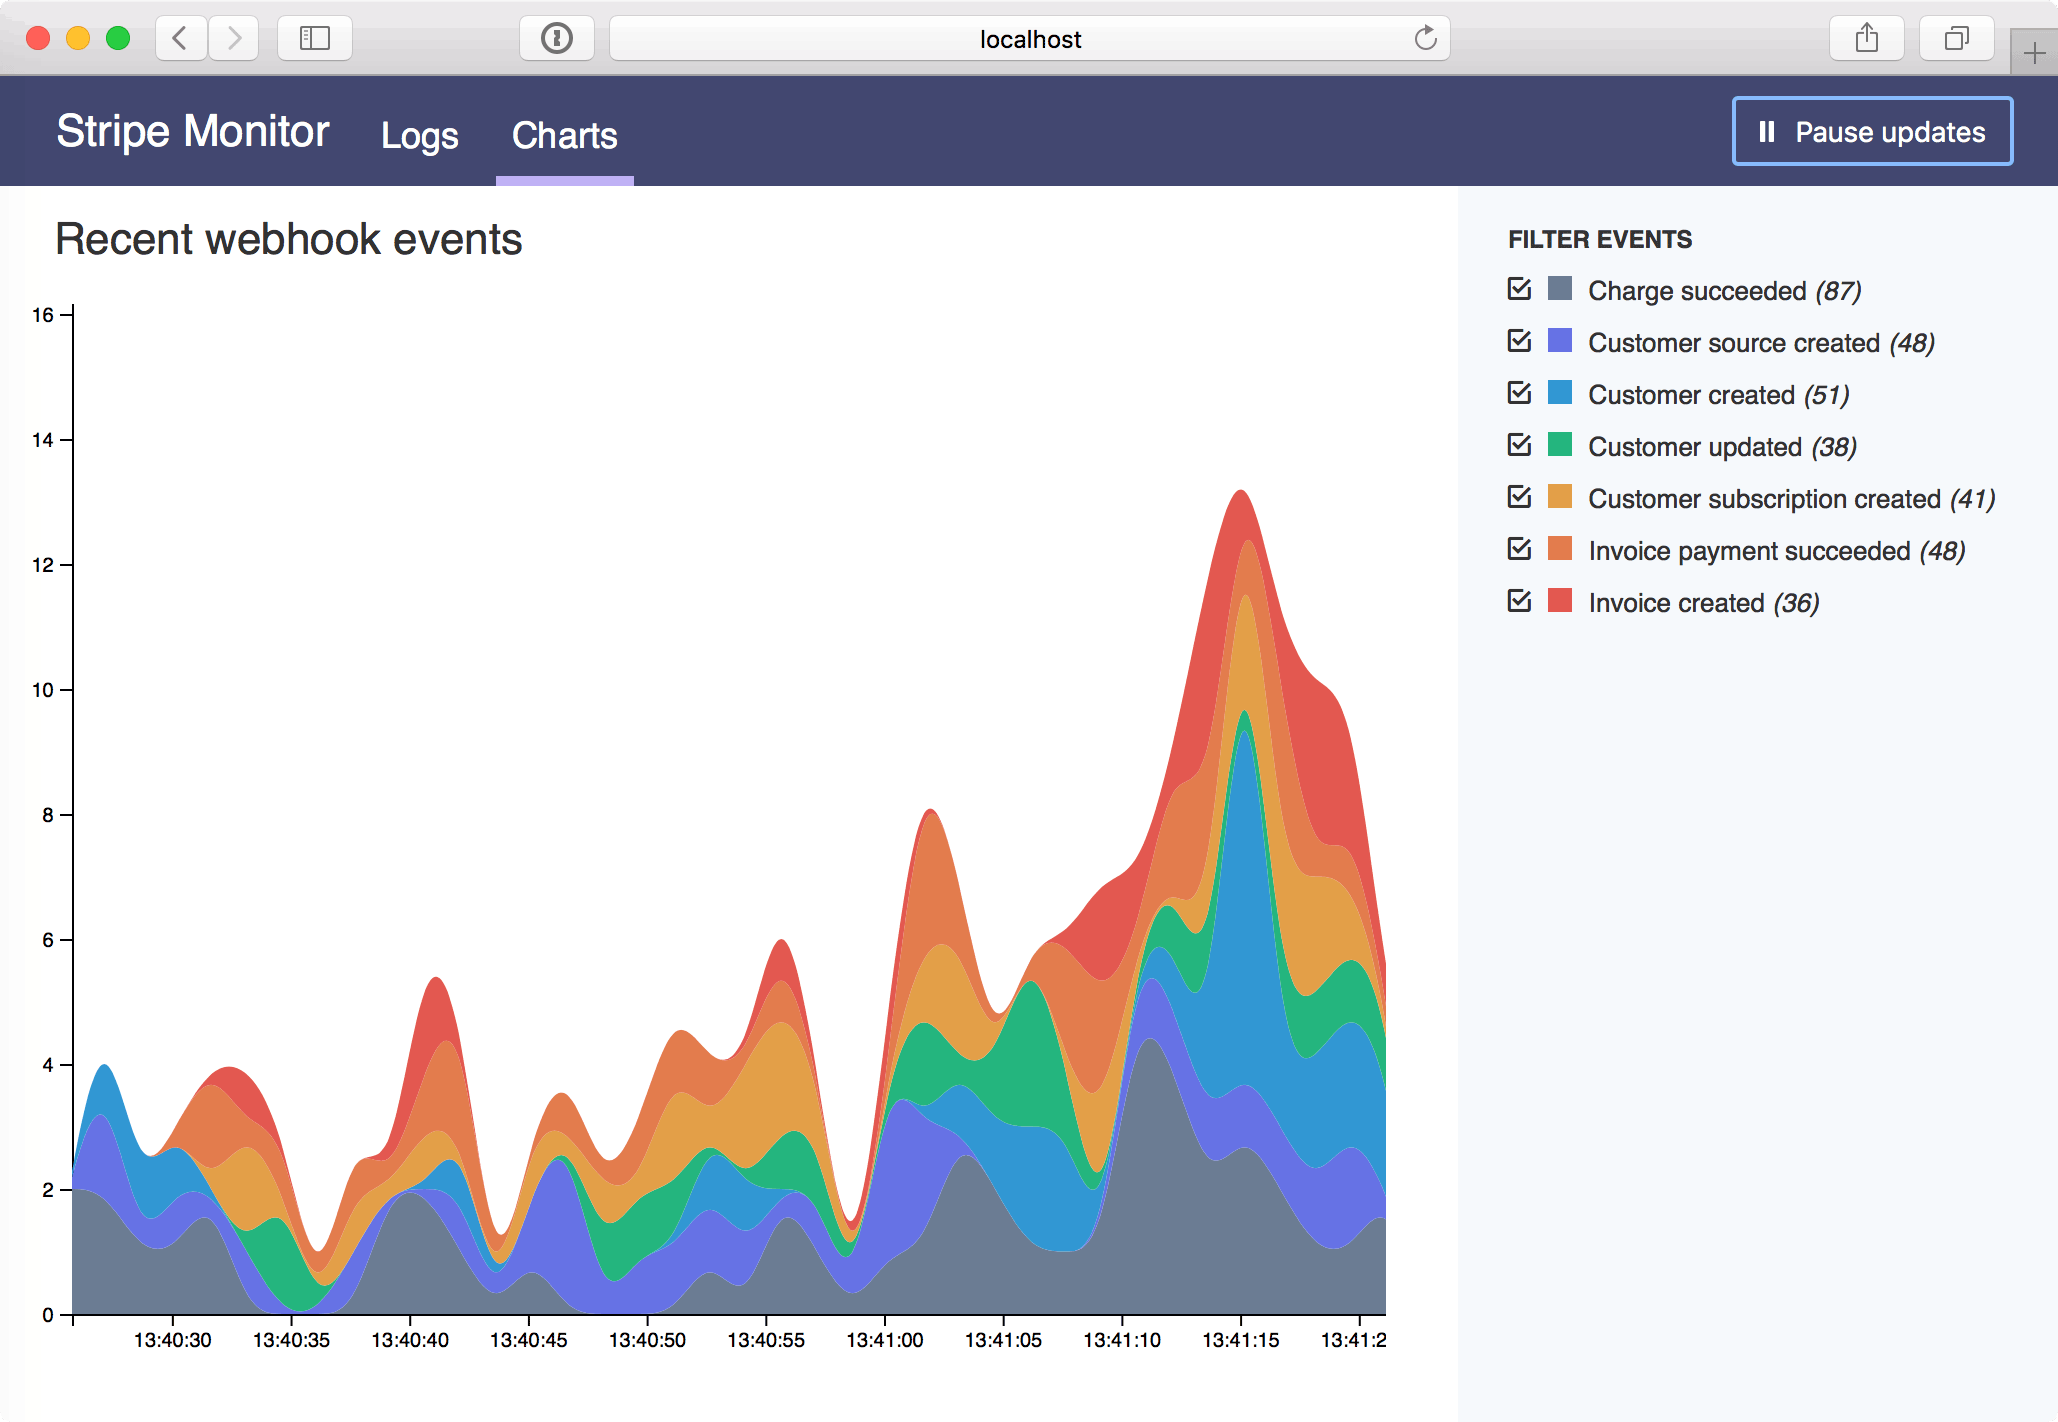 localhost
Stripe Monitor Logs Charts
Pause updates
Recent webhook events
16
14
12
10
8
6
4
2
0
13:40:30 13:40:35 13:40:40 13:40:45 13:40:50 13:40:55 13:41:00 13:41:05 13:41:10 13:41:15 13:41:2
FILTER EVENTS
Charge succeeded (87)
Customer source created (48)
Customer created (51)
Customer updated (38)
Customer subscription created (41)
Invoice payment succeeded (48)
Invoice created (36)